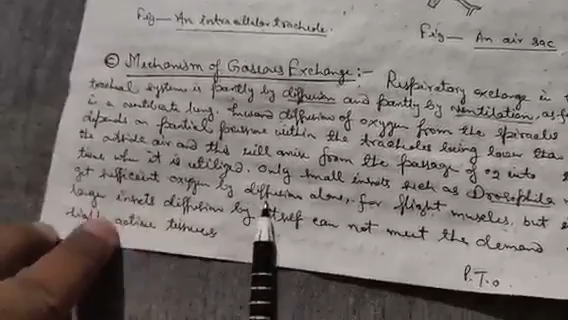 Fig— An intracellular tracheole.
Fig— An air sac
© Mechanism of Gaseous Exchange:— Respiratory exchange in
tracheal systems is partly by diffusion and partly by ventilation, as
in a ventilated lung. Inward diffusion of oxygen from the spiracles
depends on partial pressure within the tracheoles being lower than
the outside air and this will arise from the passage of O2 into
tissue when it is utilized. Only small insects such as Drosophila
get sufficient oxygen by diffusion alone, for flight muscles, but
large insects diffusion by itself can not meet the demand
highly active tissues
P.T.O.